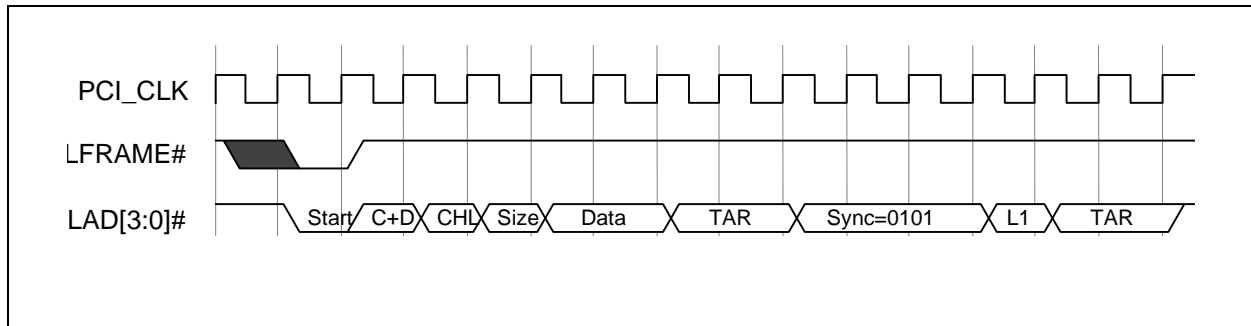 PCI_CLK
LFRAME#
LAD[3:0]# Start C+D CHL Size Data TAR Sync=0101 L1 TAR